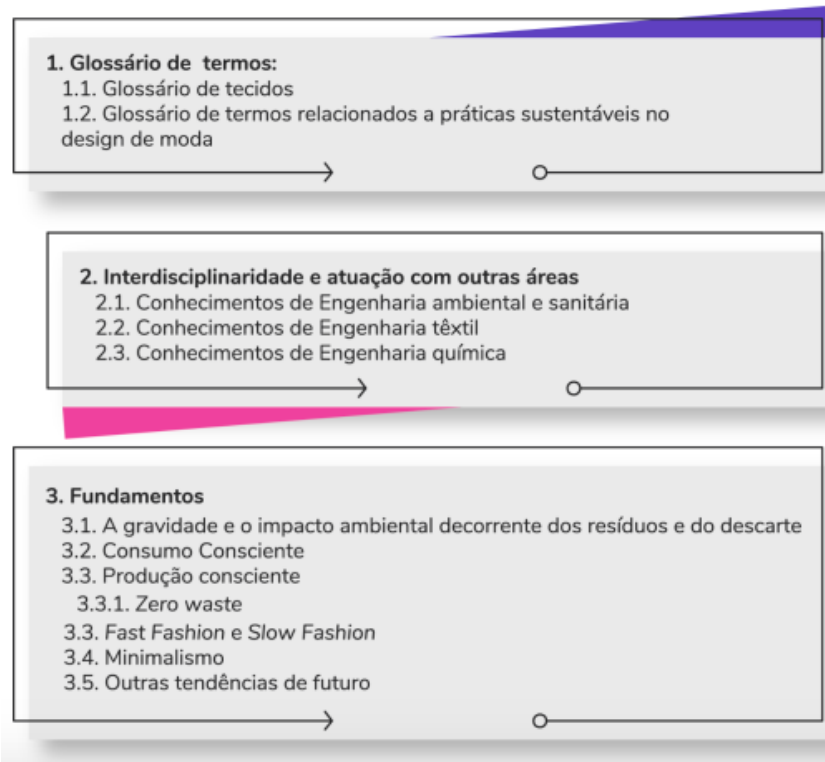 1. Glossário de termos:
1.1. Glossário de tecidos
1.2. Glossário de termos relacionados a práticas sustentáveis no
design de moda
2. Interdisciplinaridade e atuação com outras áreas
2.1. Conhecimentos de Engenharia ambiental e sanitária
2.2. Conhecimentos de Engenharia têxtil
2.3. Conhecimentos de Engenharia química
3. Fundamentos
3.1. A gravidade e o impacto ambiental decorrente dos resíduos e do descarte
3.2. Consumo Consciente
3.3. Produção consciente
3.3.1. Zero waste
3.3. Fast Fashion e Slow Fashion
3.4. Minimalismo
3.5. Outras tendências de futuro